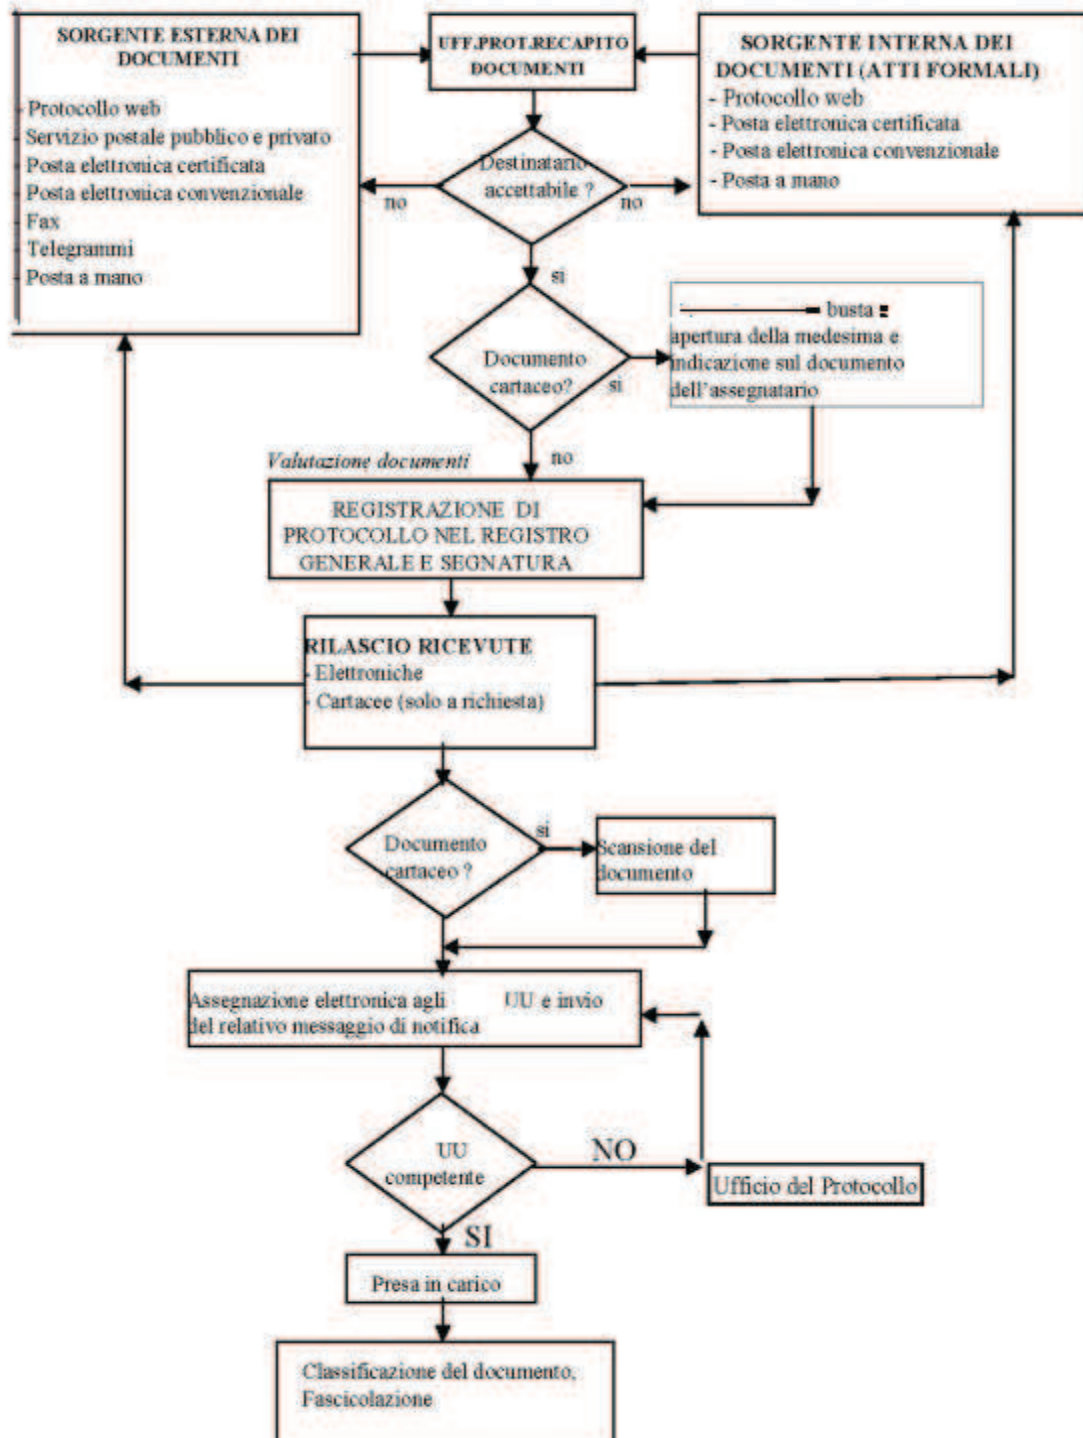 SORGENTE ESTERNA DEI
DOCUMENTI
- Protocollo web
- Servizio postale pubblico e privato
- Posta elettronica certificata
- Posta elettronica convenzionale
- Fax
- Telegrammi
- Posta a mano
UFF.PROT.RECAPITO
DOCUMENTI
SORGENTE INTERNA DEI
DOCUMENTI (ATTI FORMALI)
- Protocollo web
- Posta elettronica certificata
- Posta elettronica convenzionale
- Posta a mano
Destinatario
accettabile ?
no
no
si
Documento
cartaceo?
si
busta :
apertura della medesima e
indicazione sul documento
dell'assegnatario
no
Valutazione documenti
REGISTRAZIONE DI
PROTOCOLLO NEL REGISTRO
GENERALE E SEGNATURA
RILASCIO RICEVUTE
- Elettroniche
- Cartacee (solo a richiesta)
Documento
cartaceo ?
si
Scansione del
documento
Assegnazione elettronica agli UU e invio
del relativo messaggio di notifica
UU
competente
NO
Ufficio del Protocollo
SI
Presa in carico
Classificazione del documento,
Fascicolazione